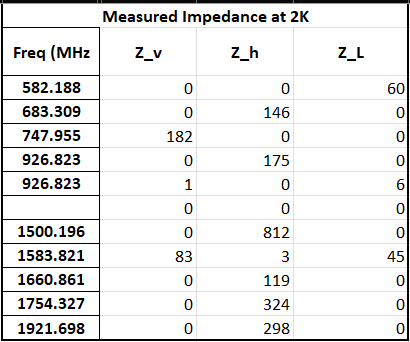 Measured Impedance at 2K
Freq (MHz Z_v Z_h Z_L
582.188 0 0 60
683.309 0 146 0
747.955 182 0 0
926.823 0 175 0
926.823 1 0 6
0 0 0
1500.196 0 812 0
1583.821 83 3 45
1660.861 0 119 0
1754.327 0 324 0
1921.698 0 298 0